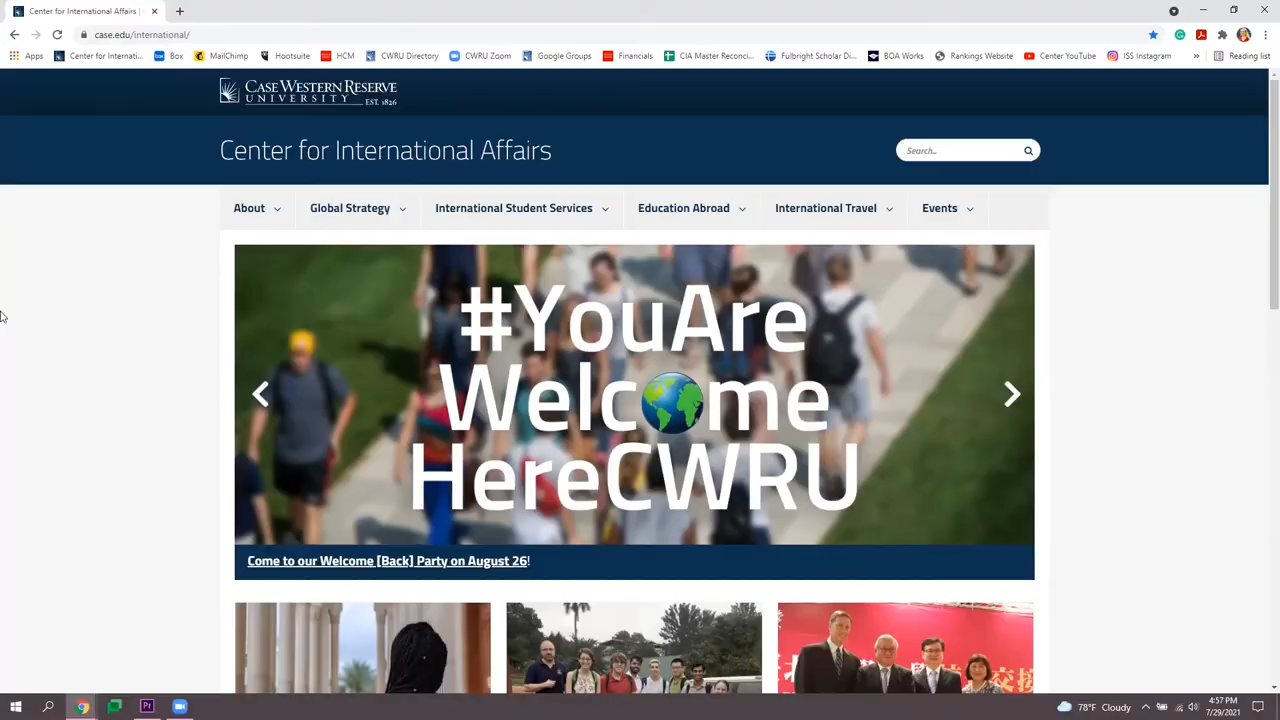 Center for International Affairs |
case.edu/international/
Apps
Center for Internati...
Box
MailChimp
Hootsuite
HCM
CWRU Directory
CWRU Zoom
Google Groups
Financials
CIA Master Reconci...
Fulbright Scholar Di...
BOA Works
Rankings Website
Center YouTube
ISS Instagram
»
Reading list
CASE WESTERN RESERVE
UNIVERSITY EST. 1826
Center for International Affairs
Search...
About
Global Strategy
International Student Services
Education Abroad
International Travel
Events
#YouAre
Welc me
HereCWRU
Come to our Welcome [Back] Party on August 26!
78°F Cloudy
4:57 PM
7/29/2021